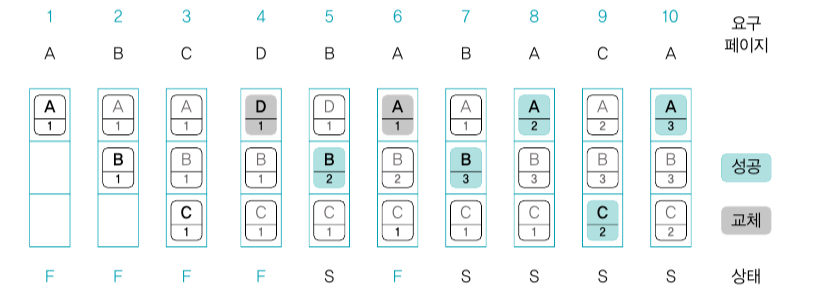 1 2 3 4 5 6 7 8 9 10
요구
페이지
A B C D B A B A C A
A A A D D A A A A A
1 1 1 1 1 1 1 2 2 3
B B B B B B B B B
1 1 1 2 2 3 3 3 3
성공
C C C C C C C C
1 1 1 1 1 1 2 2
교체
F F F F S F S S S S
상태